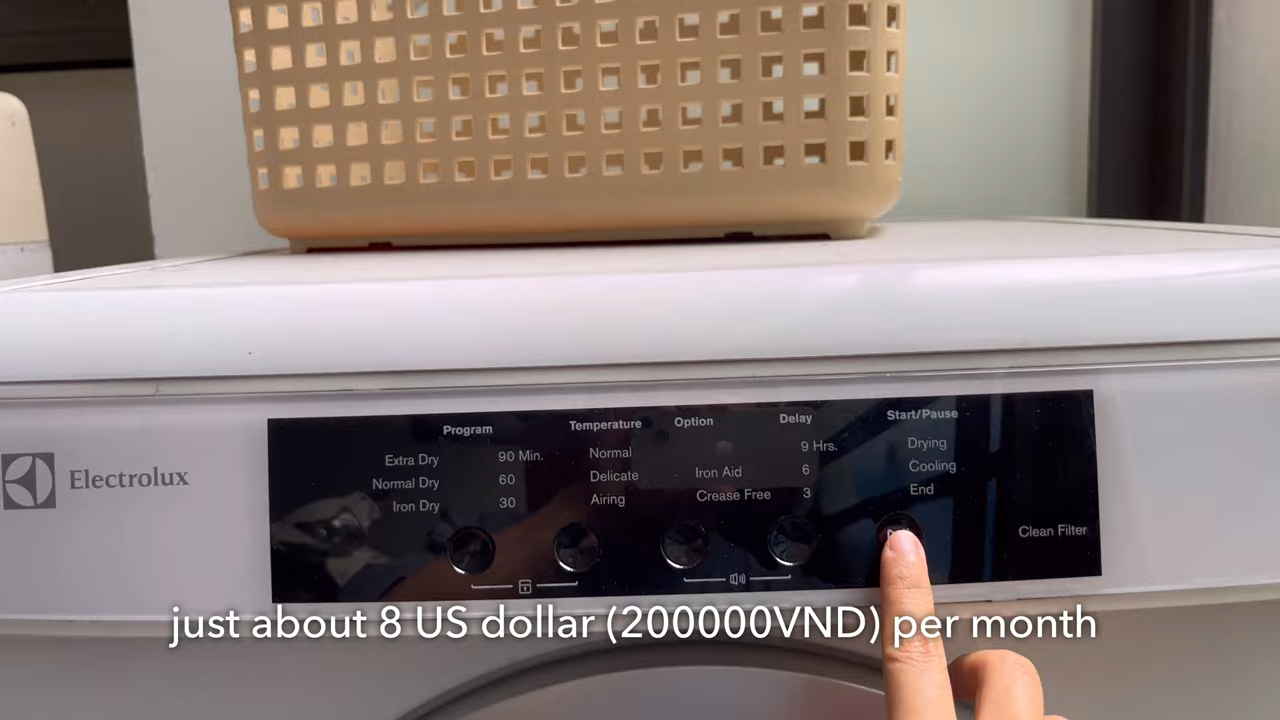 Electrolux
Program
Extra Dry
Normal Dry
Iron Dry
90 Min.
60
30
Temperature
Normal
Delicate
Airing
Option
Iron Aid
Crease Free
Delay
9 Hrs.
6
3
Start/Pause
Drying
Cooling
End
Clean Filter
just about 8 US dollar (200000VND) per month